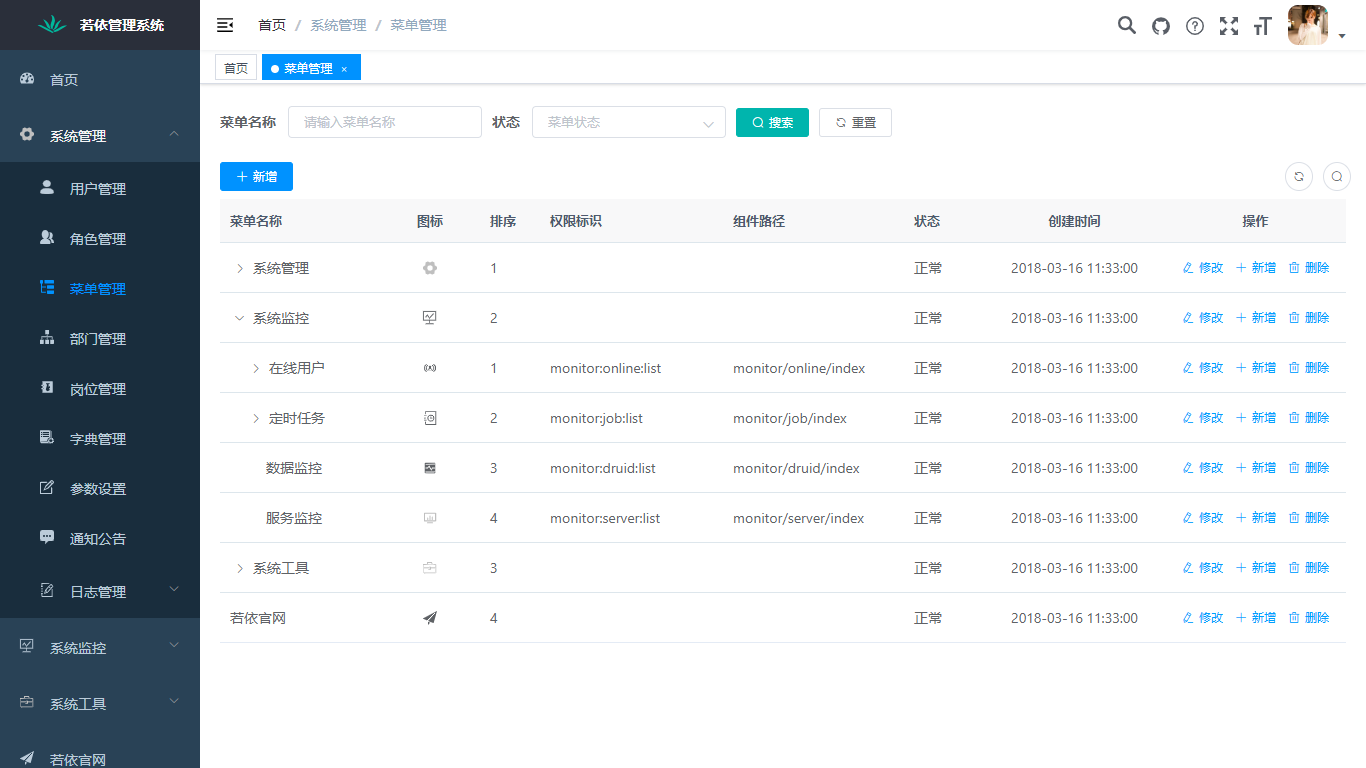 若依管理系统
首页 / 系统管理 / 菜单管理
首页
菜单管理 ×
首页
系统管理
用户管理
角色管理
菜单管理
部门管理
岗位管理
字典管理
参数设置
通知公告
日志管理
系统监控
系统工具
若依官网
菜单名称 请输入菜单名称 状态 菜单状态 搜索 重置
新增
菜单名称 图标 排序 权限标识 组件路径 状态 创建时间 操作
系统管理 1 正常 2018-03-16 11:33:00 修改 新增 删除
系统监控 2 正常 2018-03-16 11:33:00 修改 新增 删除
在线用户 1 monitor:online:list monitor/online/index 正常 2018-03-16 11:33:00 修改 新增 删除
定时任务 2 monitor:job:list monitor/job/index 正常 2018-03-16 11:33:00 修改 新增 删除
数据监控 3 monitor:druid:list monitor/druid/index 正常 2018-03-16 11:33:00 修改 新增 删除
服务监控 4 monitor:server:list monitor/server/index 正常 2018-03-16 11:33:00 修改 新增 删除
系统工具 3 正常 2018-03-16 11:33:00 修改 新增 删除
若依官网 4 正常 2018-03-16 11:33:00 修改 新增 删除